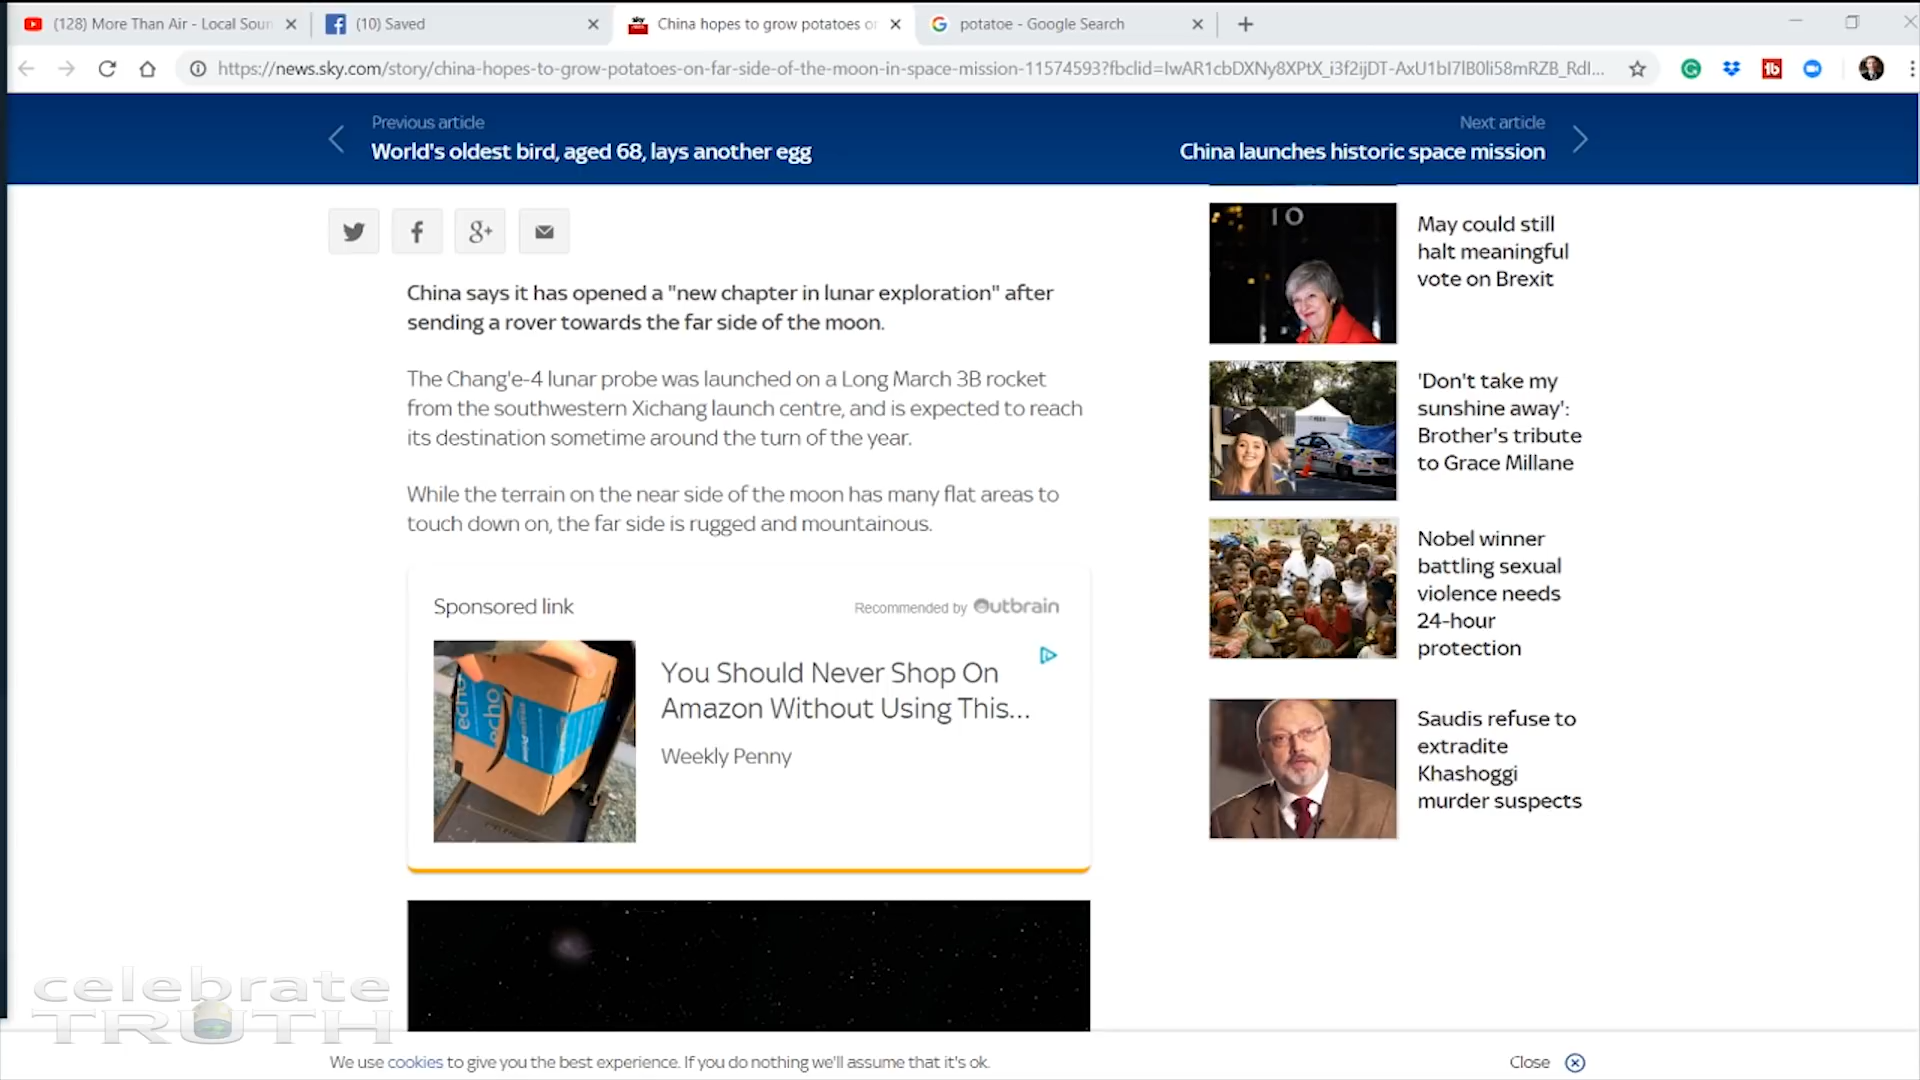 (128) More Than Air - Local Soun
(10) Saved
China hopes to grow potatoes o
potatoe - Google Search
https://news.sky.com/story/china-hopes-to-grow-potatoes-on-far-side-of-the-moon-in-space-mission-11574593?fbclid=IwAR1cbDXNy8XPtX_i3f2ijDT-AxU1bI7lB0li58mRZB_RdI...
Previous article
World's oldest bird, aged 68, lays another egg
Next article
China launches historic space mission
China says it has opened a "new chapter in lunar exploration" after
sending a rover towards the far side of the moon.
The Chang'e-4 lunar probe was launched on a Long March 3B rocket
from the southwestern Xichang launch centre, and is expected to reach
its destination sometime around the turn of the year.
While the terrain on the near side of the moon has many flat areas to
touch down on, the far side is rugged and mountainous.
Sponsored link
Recommended by Outbrain
echo
echo
You Should Never Shop On
Amazon Without Using This...
Weekly Penny
10
May could still
halt meaningful
vote on Brexit
'Don't take my
sunshine away':
Brother's tribute
to Grace Millane
Nobel winner
battling sexual
violence needs
24-hour
protection
Saudis refuse to
extradite
Khashoggi
murder suspects
celebrate
TRUTH
We use cookies to give you the best experience. If you do nothing we'll assume that it's ok.
Close